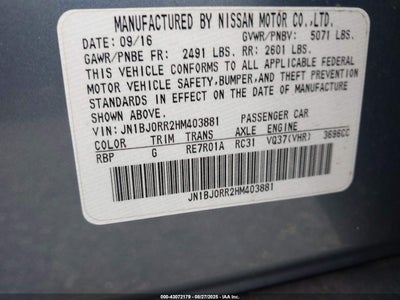 MANUFACTURED BY NISSAN MOTOR CO.,LTD.
DATE: 09/16 GVWR/PNBV: 5071 LBS.
GAWR/PNBE FR: 2491 LBS. RR: 2601 LBS.
THIS VEHICLE CONFORMS TO ALL APPLICABLE FEDERAL
MOTOR VEHICLE SAFETY,BUMPER,AND THEFT PREVENTION
STANDARDS IN EFFECT ON THE DATE OF MANUFACTURE
SHOWN ABOVE.
VIN: JN1BJ0RR2HM403881 PASSENGER CAR
COLOR TRIM TRANS AXLE ENGINE
RBP G RE7R01A RC31 VQ37(VHR) 3696CC
JN1BJ0RR2HM403881
000-43072179 - 08/27/2025 - IAAI.COM